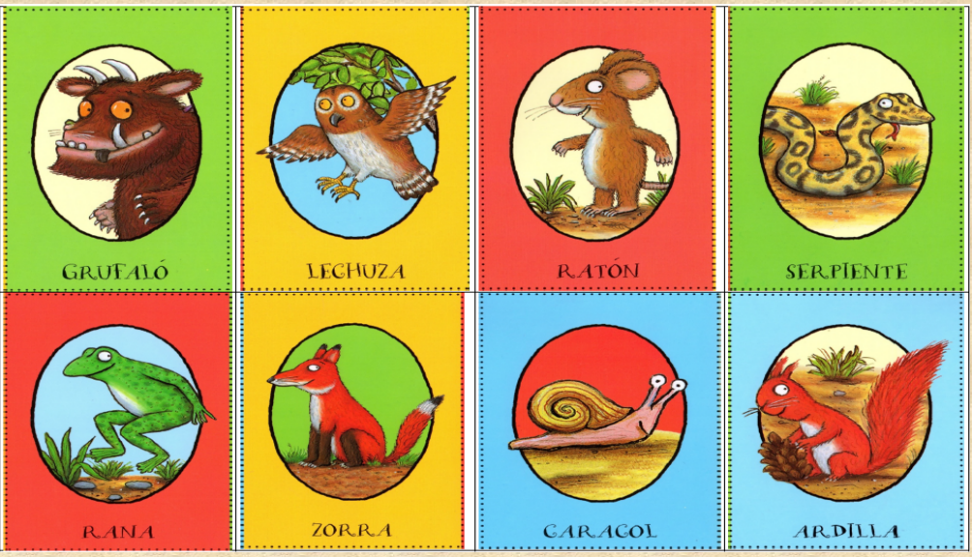 GRUFALÓ
LECHUZA
RATÓN
SERPIENTE
RANA
ZORRA
CARACOL
ARDILLA